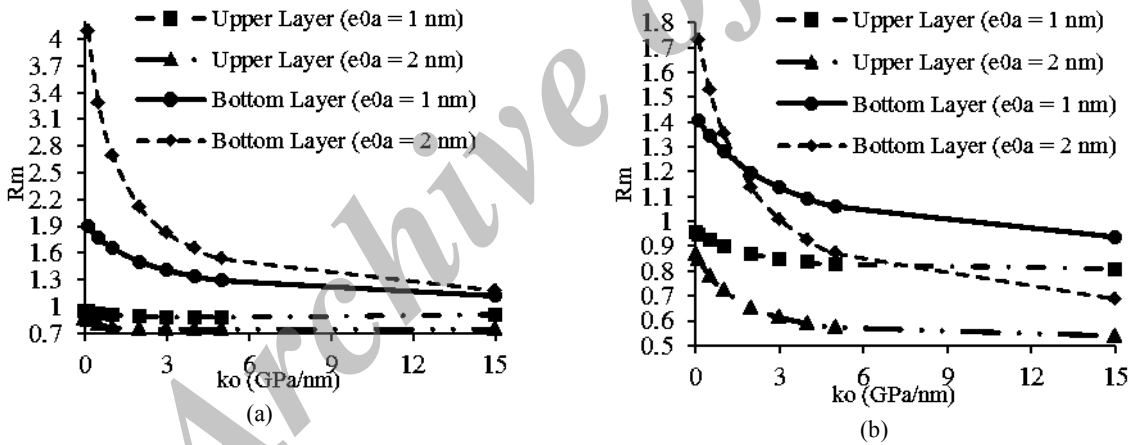 4
3.7
3.4
3.1
2.8
2.5
2.2
1.9
1.6
1.3
1
0.7
Rm
Upper Layer (e0a = 1 nm)
Upper Layer (e0a = 2 nm)
Bottom Layer (e0a = 1 nm)
Bottom Layer (e0a = 2 nm)
0 3 6 9 12 15
ko (GPa/nm)
(a)
1.8
1.7
1.6
1.5
1.4
1.3
1.2
1.1
1
0.9
0.8
0.7
0.6
0.5
Rm
Upper Layer (e0a = 1 nm)
Upper Layer (e0a = 2 nm)
Bottom Layer (e0a = 1 nm)
Bottom Layer (e0a = 2 nm)
0 3 6 9 12 15
ko (GPa/nm)
(b)
Archive of